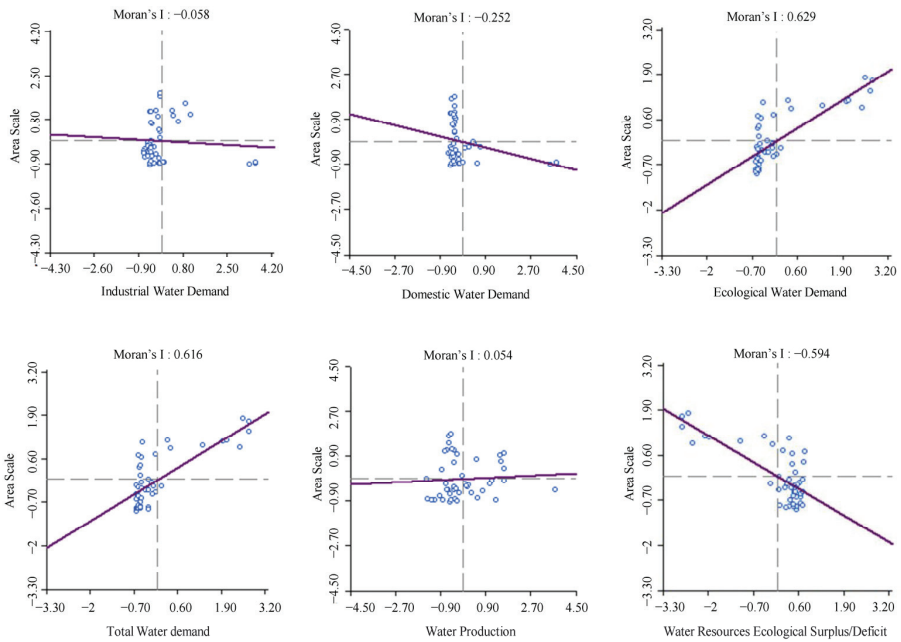 Moran's I : −0.058
4.20
2.50
0.30
−0.90
−2.60
−4.30
Area Scale
−4.30 −2.60 −0.90 0.80 2.50 4.20
Industrial Water Demand
Moran's I : −0.252
4.50
2.70
0.90
−0.90
−2.70
−4.50
Area Scale
−4.50 −2.70 −0.90 0.90 2.70 4.50
Domestic Water Demand
Moran's I : 0.629
3.20
1.90
0.60
−0.70
−2
−3.30
Area Scale
−3.30 −2 −0.70 0.60 1.90 3.20
Ecological Water Demand
Moran's I : 0.616
3.20
1.90
0.60
−0.70
−2
−3.30
Area Scale
−3.30 −2 −0.70 0.60 1.90 3.20
Total Water demand
Moran's I : 0.054
4.50
2.70
0.90
−0.90
−2.70
−4.50
Area Scale
−4.50 −2.70 −0.90 0.90 2.70 4.50
Water Production
Moran's I : −0.594
3.20
1.90
0.60
−0.70
−2
−3.30
Area Scale
−3.30 −2 −0.70 0.60 1.90 3.20
Water Resources Ecological Surplus/Deficit